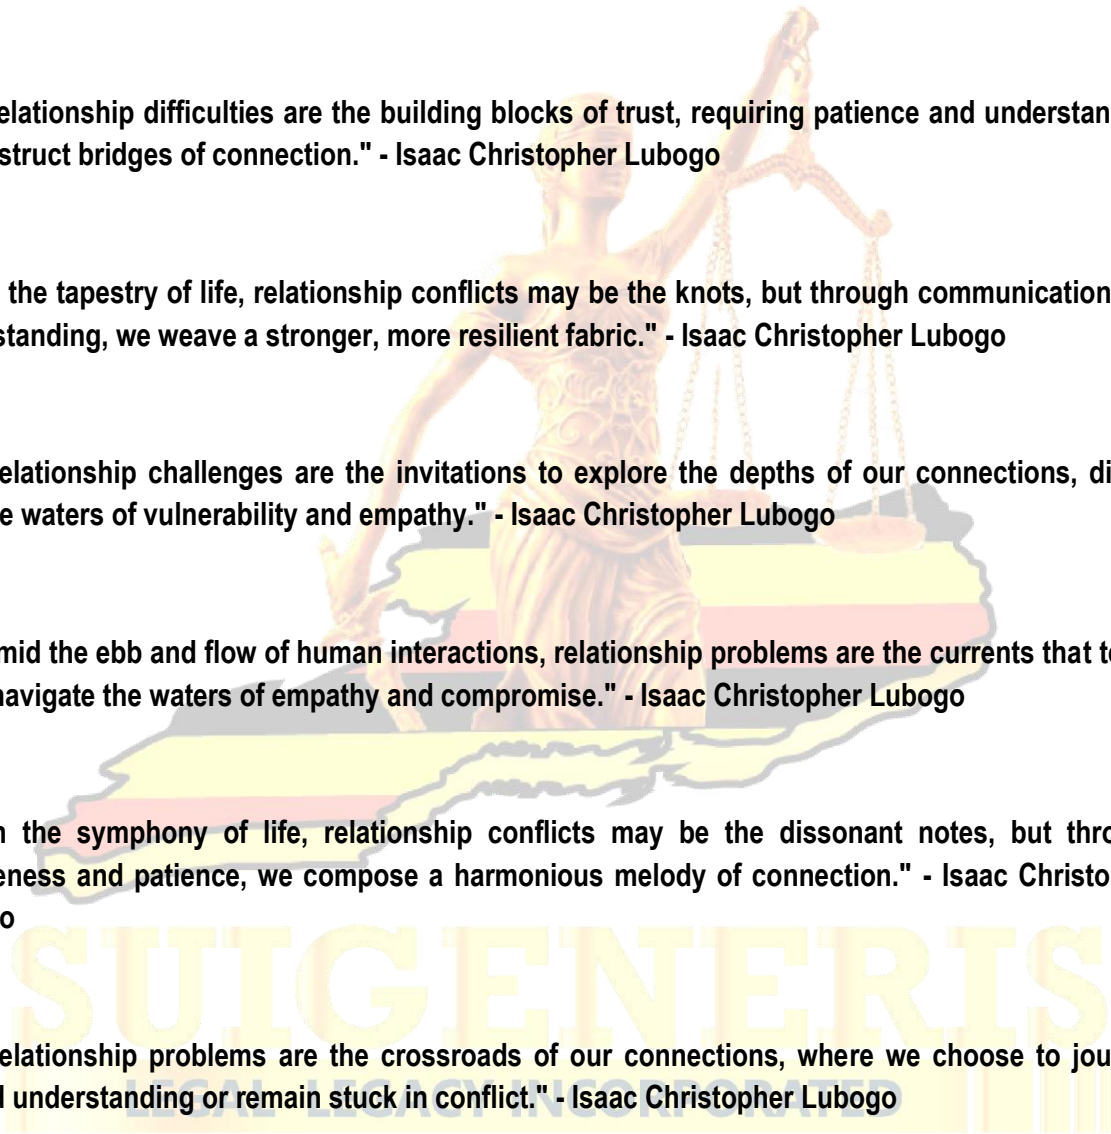 elationship difficulties are the building blocks of trust, requiring patience and understan
struct bridges of connection." - Isaac Christopher Lubogo
the tapestry of life, relationship conflicts may be the knots, but through communication
standing, we weave a stronger, more resilient fabric." - Isaac Christopher Lubogo
elationship challenges are the invitations to explore the depths of our connections, di
e waters of vulnerability and empathy." - Isaac Christopher Lubogo
mid the ebb and flow of human interactions, relationship problems are the currents that te
navigate the waters of empathy and compromise." - Isaac Christopher Lubogo
n the symphony of life, relationship conflicts may be the dissonant notes, but thro
eness and patience, we compose a harmonious melody of connection." - Isaac Christo
o
SUIGENERIS
elationship problems are the crossroads of our connections, where we choose to jou
l understanding or remain stuck in conflict." - Isaac Christopher Lubogo
LEGAL LEGACY INCORPORATED